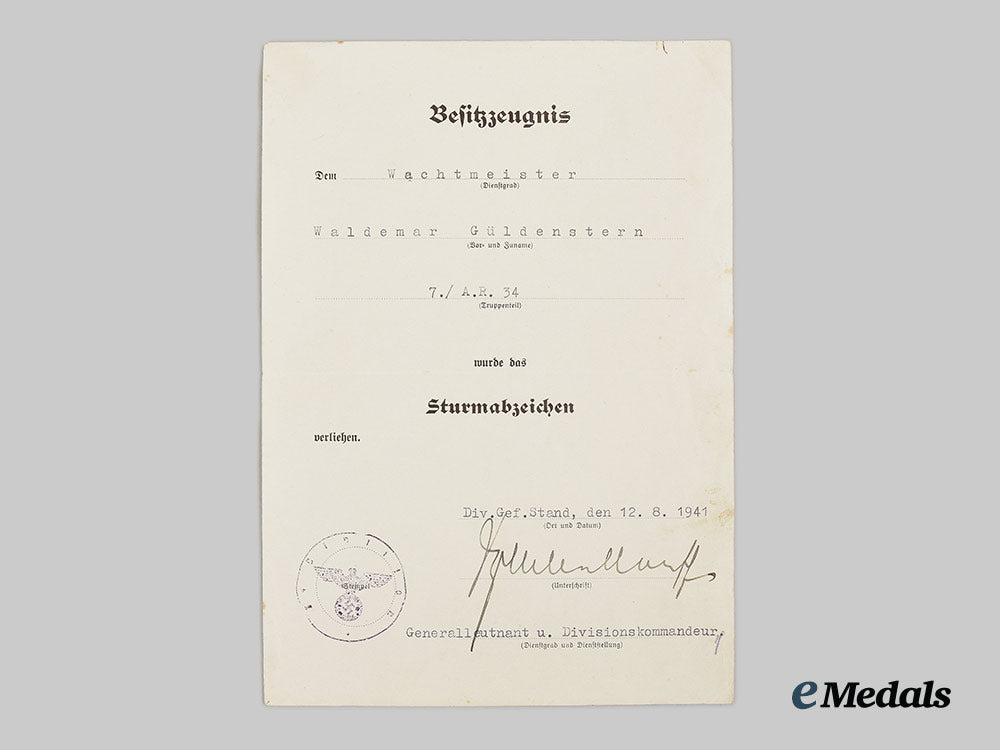 Besitzzeugnis
Dem Wachtmeister
(Dienstgrad)
Waldemar Güldenstern
(Vor- und Zuname)
7./ A.R. 34
(Truppenteil)
wurde das
Sturmabzeichen
verliehen.
Div.Gef.Stand, den 12. 8. 1941
(Ort und Datum)
(Unterschrift)
Stempel
Generalleutnant u. Divisionskommandeur
(Dienstgrad und Dienststellung)
eMedals